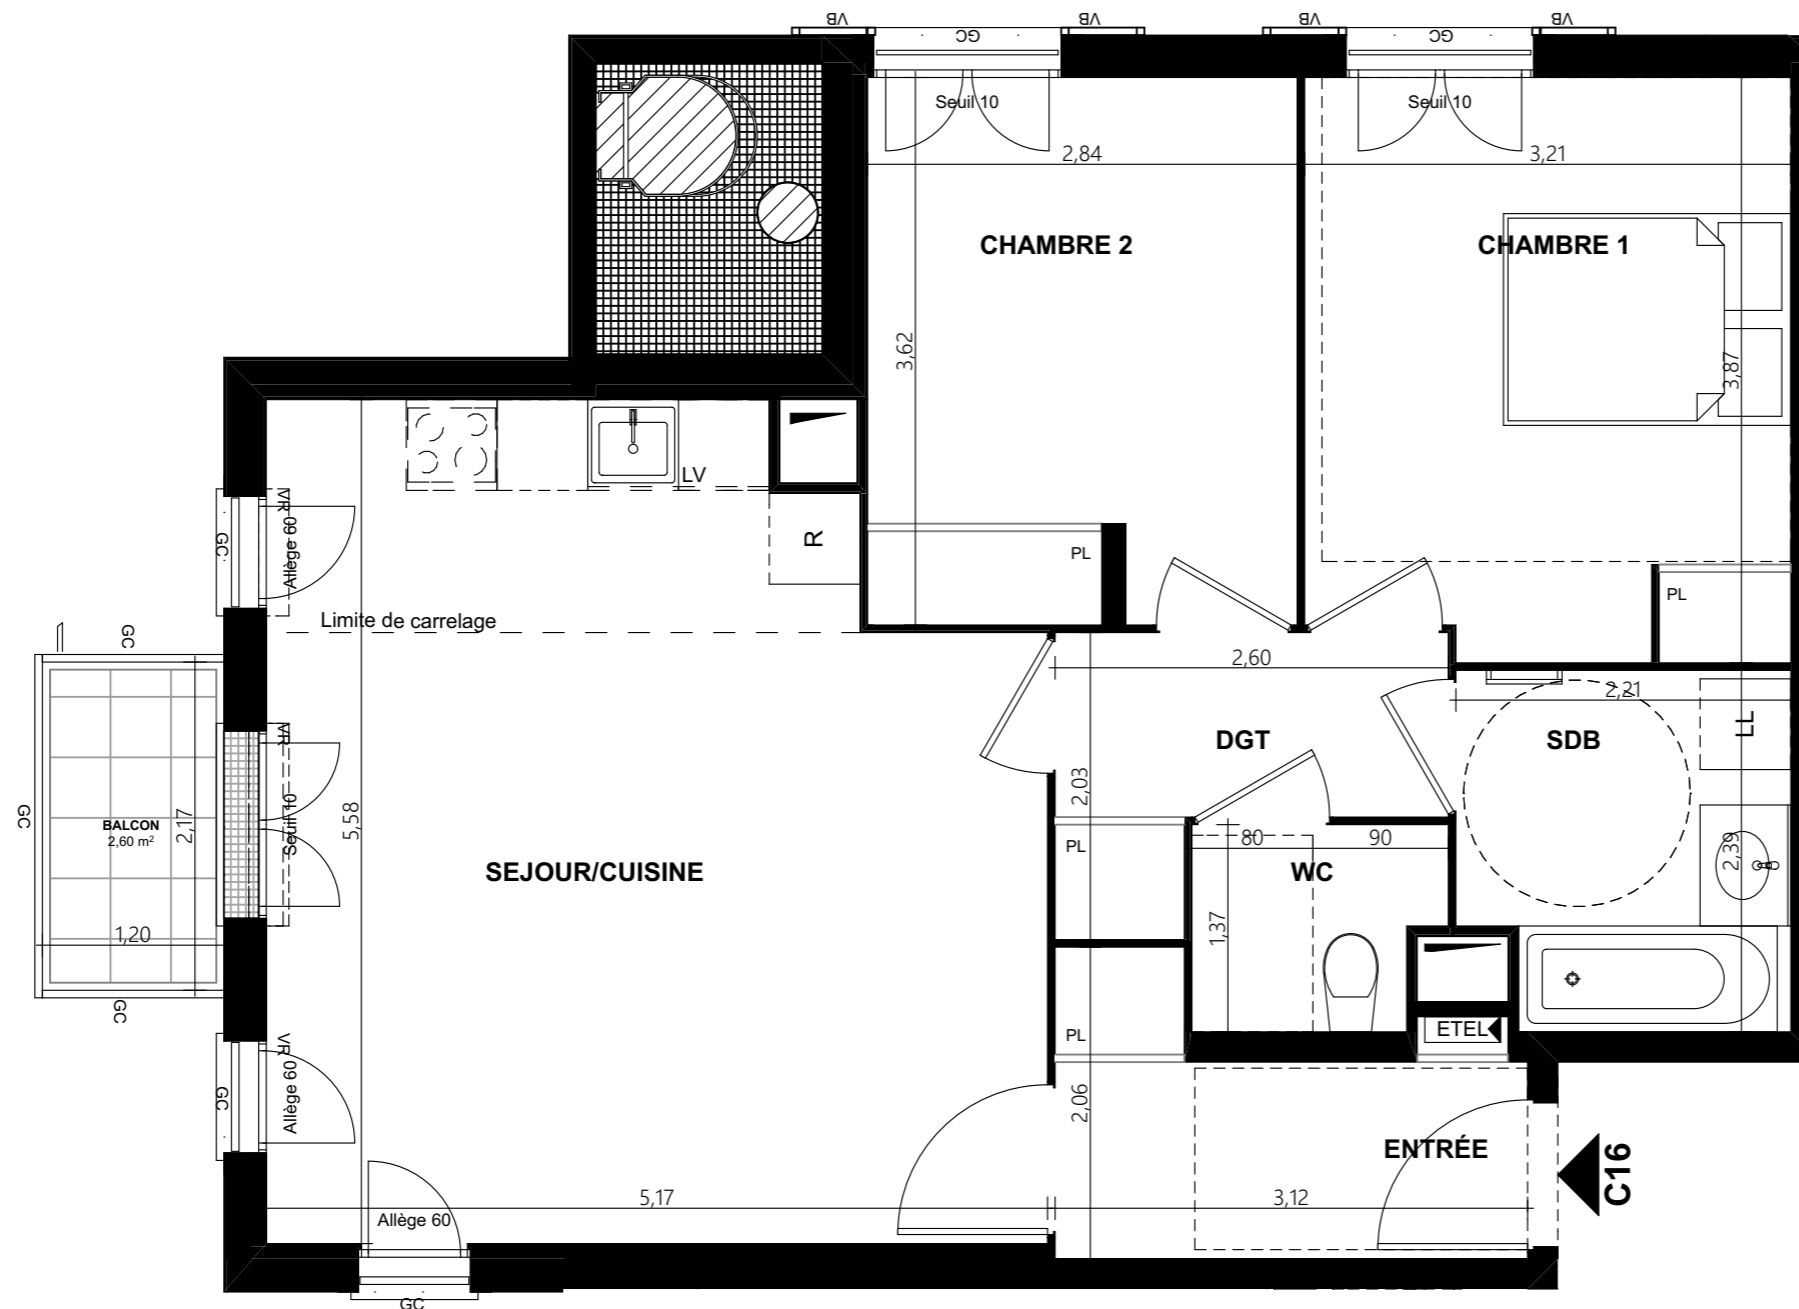 VB
VB
VB
VB
GC
GC
Seuil 10
Seuil 10
2,84
3,21
CHAMBRE 2
CHAMBRE 1
3,62
3,87
LV
R
PL
PL
VR
Allège 60
GC
Limite de carrelage
GC
2,60
2,21
DGT
SDB
LL
VR
Seuil 10
GC
BALCON
2,60 m²
2,17
5,58
2,03
80
90
PL
WC
2,39
SEJOUR/CUISINE
1,37
1,20
GC
PL
ETEL
VR
Allège 60
GC
2,06
ENTRÉE
C16
5,17
3,12
Allège 60
GC